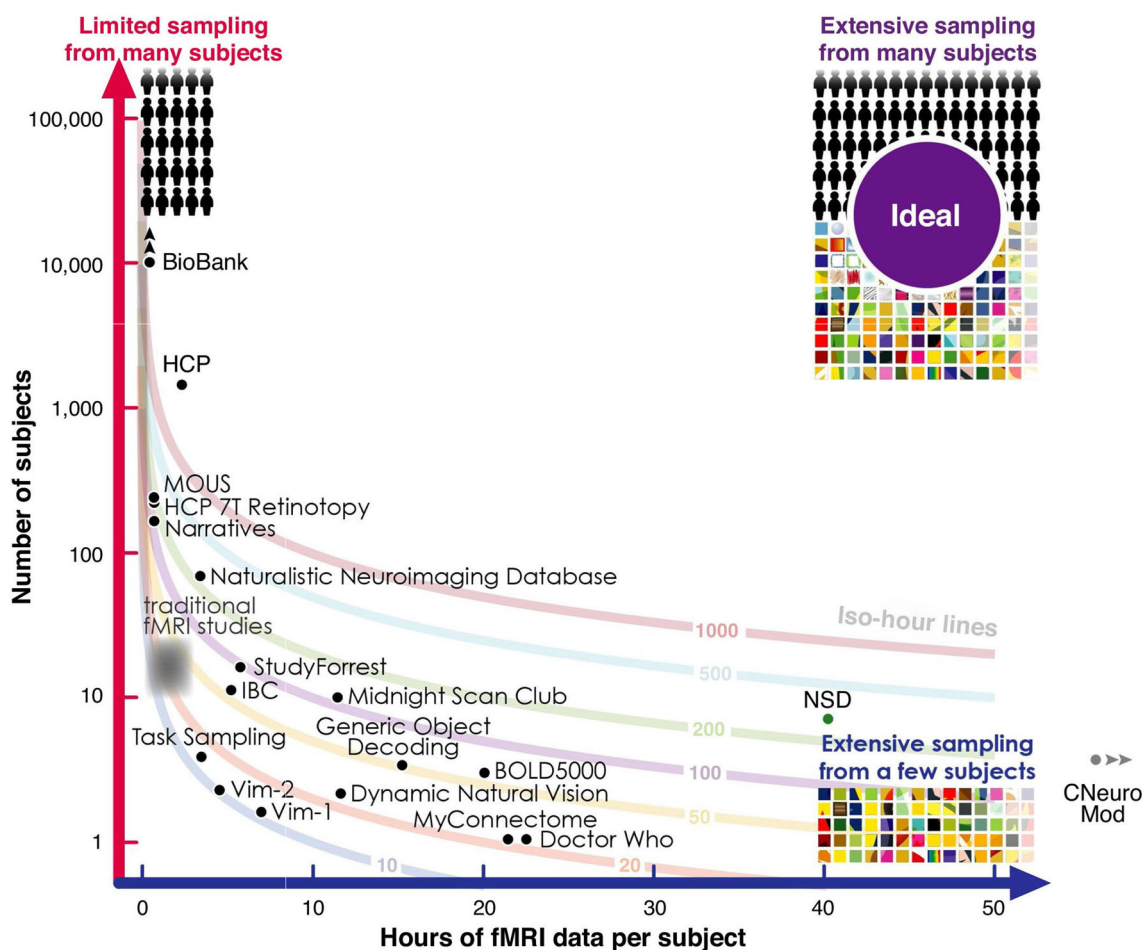 Limited sampling
from many subjects
Extensive sampling
from many subjects
100,000
Ideal
10,000
BioBank
HCP
1,000
Number of subjects
MOUS
HCP 7T Retinotopy
Narratives
100
Naturalistic Neuroimaging Database
traditional
fMRI studies
1000
Iso-hour lines
500
StudyForrest
IBC
10
Midnight Scan Club
NSD
Generic Object
Decoding
200
Task Sampling
Extensive sampling
from a few subjects
BOLD5000
100
CNeuro
Mod
Vim-2
Dynamic Natural Vision
Vim-1
MyConnectome
50
1
Doctor Who
10
20
0
10
20
30
40
50
Hours of fMRI data per subject